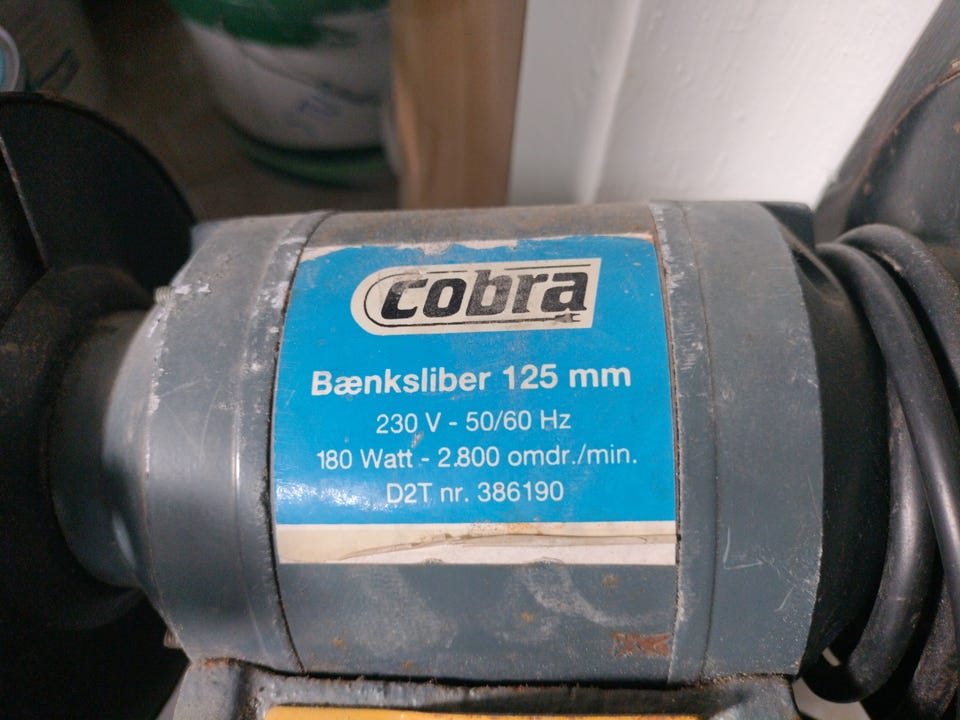 cobra
Bænksliber 125 mm
230 V - 50/60 Hz
180 Watt - 2.800 omdr./min.
D2T nr. 386190